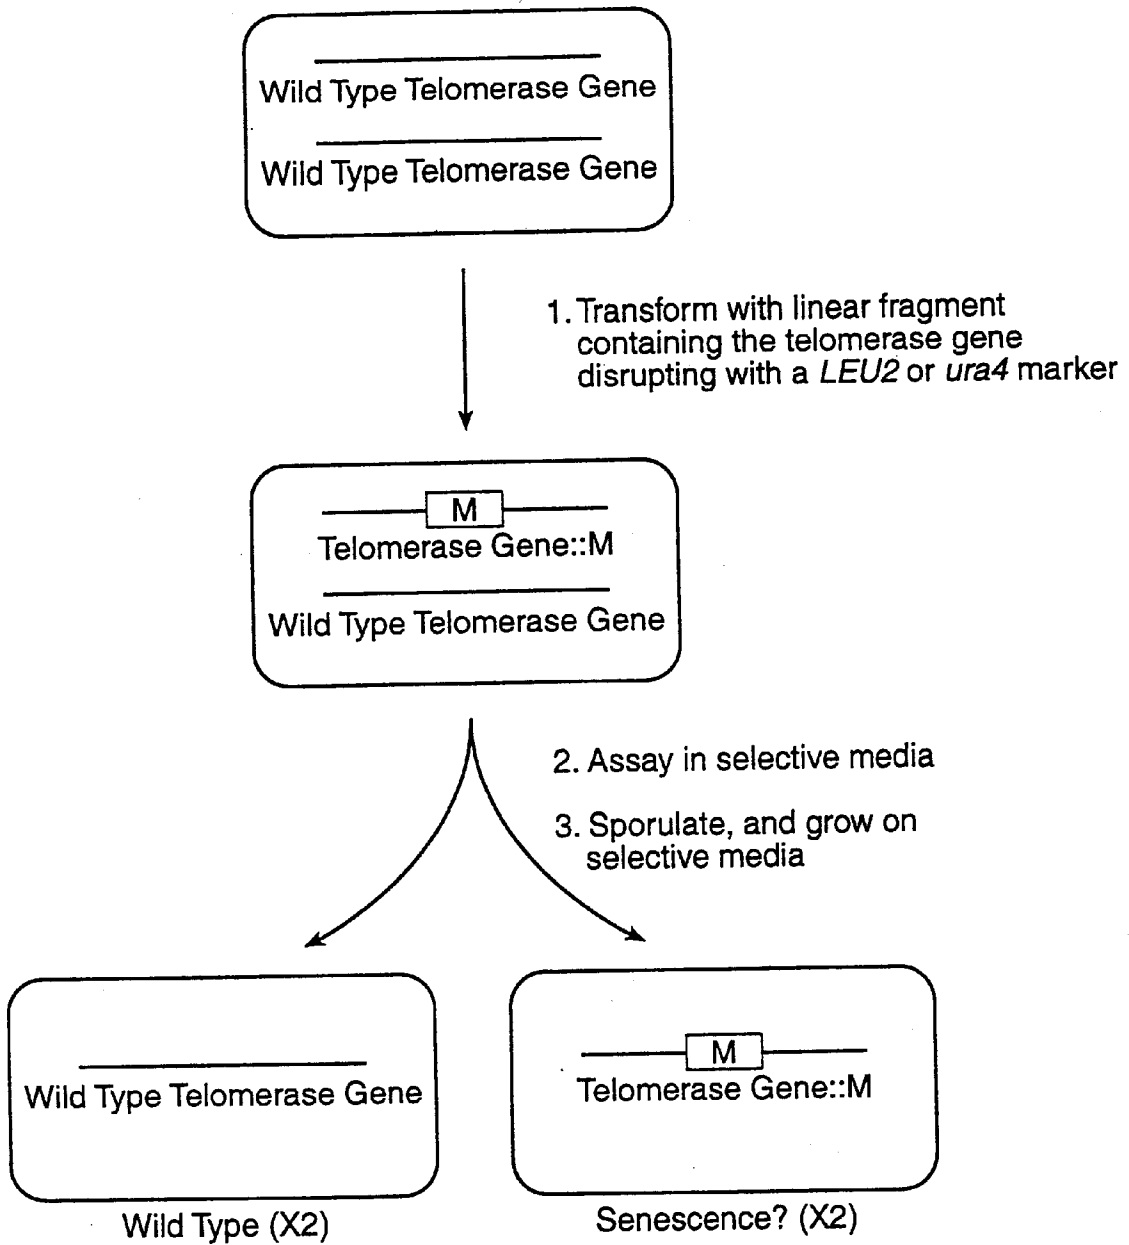 Wild Type Telomerase Gene
Wild Type Telomerase Gene
1. Transform with linear fragment
containing the telomerase gene
disrupting with a LEU2 or ura4 marker
M
Telomerase Gene::M
Wild Type Telomerase Gene
2. Assay in selective media
3. Sporulate, and grow on
selective media
Wild Type Telomerase Gene
Wild Type (X2)
M
Telomerase Gene::M
Senescence? (X2)